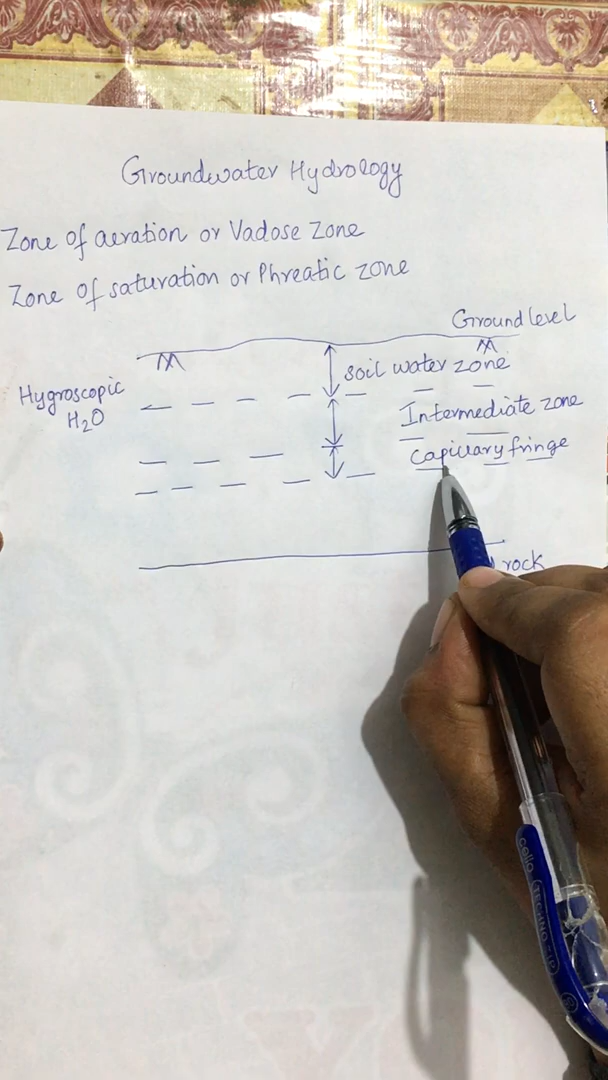 Groundwater Hydrology
Zone of aeration or Vadose Zone
Zone of saturation or Phreatic zone
Ground level
soil water zone
Hygroscopic
H2O
Intermediate zone
Capillary fringe
rock
cello